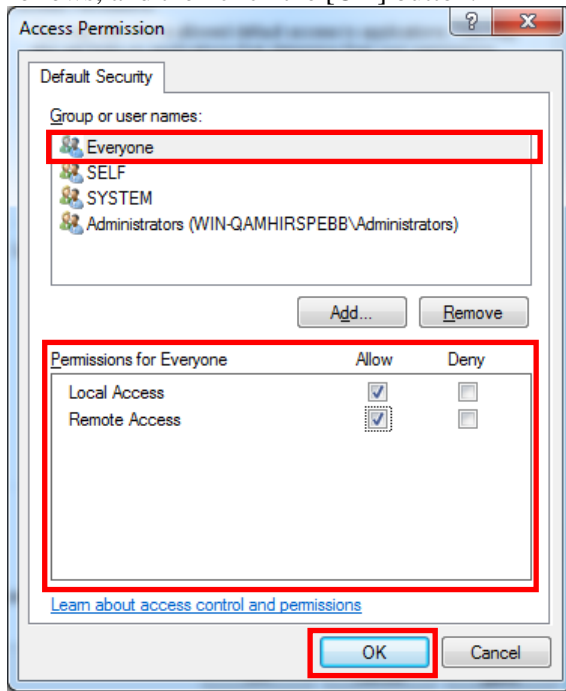 Access Permission
Default Security
Group or user names:
Everyone
SELF
SYSTEM
Administrators (WIN-QAMHIRSPEBB\Administrators)
Add... Remove
Permissions for Everyone Allow Deny
Local Access
Remote Access
Learn about access control and permissions
OK Cancel